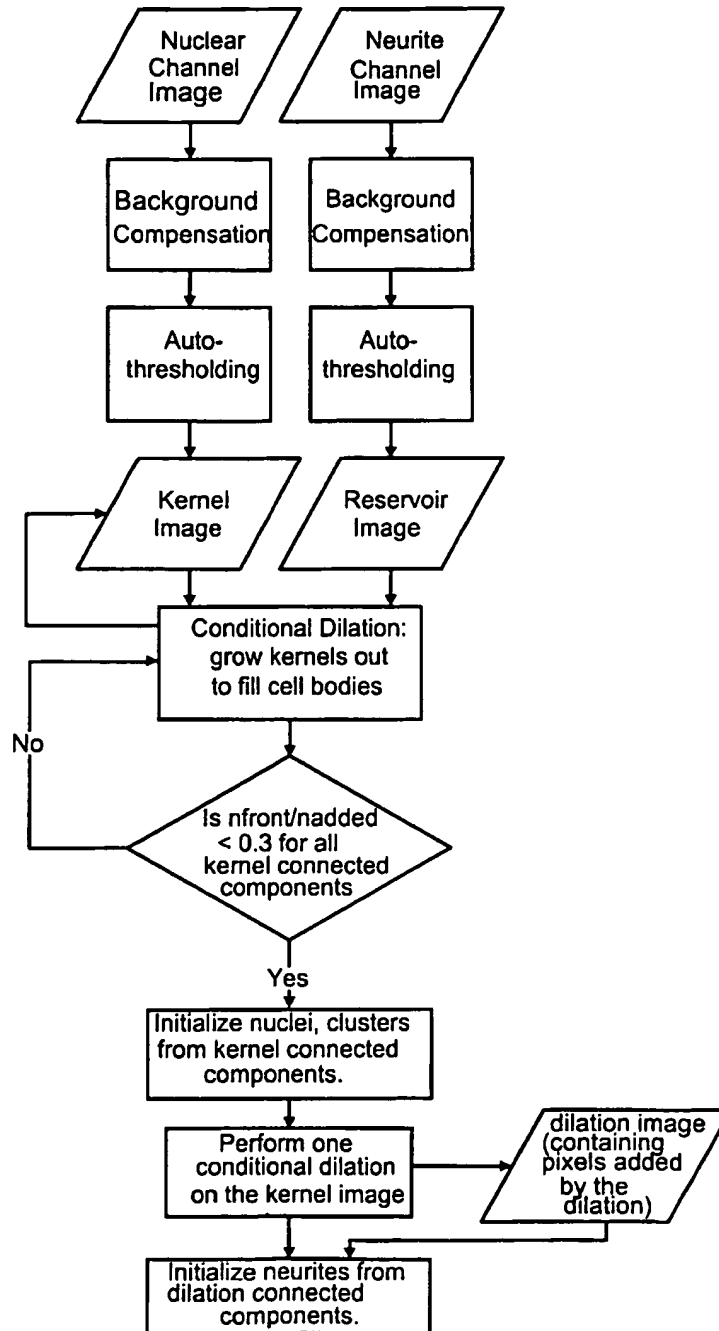 Nuclear
Channel
Image
Neurite
Channel
Image
Background
Compensation
Background
Compensation
Auto-
thresholding
Auto-
thresholding
Kernel
Image
Reservoir
Image
Conditional Dilation:
grow kernels out
to fill cell bodies
No
Is nfront/nadded
< 0.3 for all
kernel connected
components
Yes
Initialize nuclei, clusters
from kernel connected
components.
Perform one
conditional dilation
on the kernel image
dilation image
(containing
pixels added
by the
dilation)
Initialize neurites from
dilation connected
components.